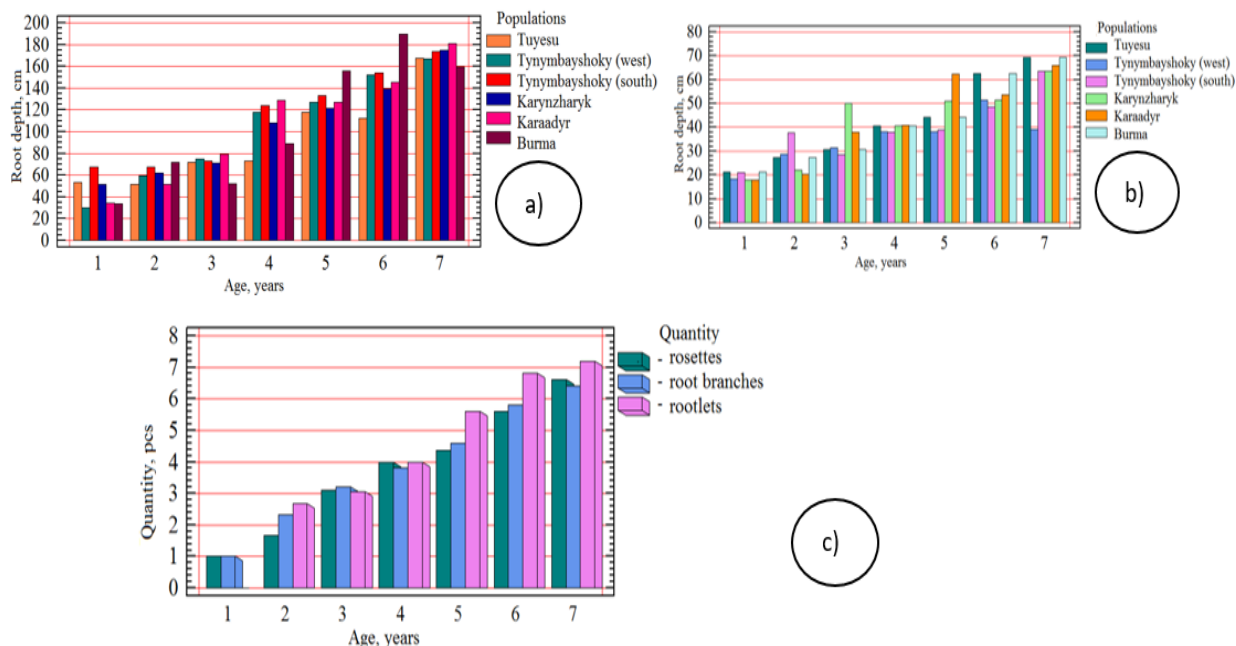 Populations
Tuyesu
Tynymbayshoky (west)
Tynymbayshoky (south)
Karynzharyk
Karaadyr
Burma
Root depth, cm
200
180
160
140
120
100
80
60
40
20
0
1 2 3 4 5 6 7
Age, years
a)
Populations
Tuyesu
Tynymbayshoky (west)
Tynymbayshoky (south)
Karynzharyk
Karaadyr
Burma
Root depth, cm
80
70
60
50
40
30
20
10
0
1 2 3 4 5 6 7
Age, years
b)
Quantity
- rosettes
- root branches
- rootlets
Quantity, pcs
8
7
6
5
4
3
2
1
0
1 2 3 4 5 6 7
Age, years
c)